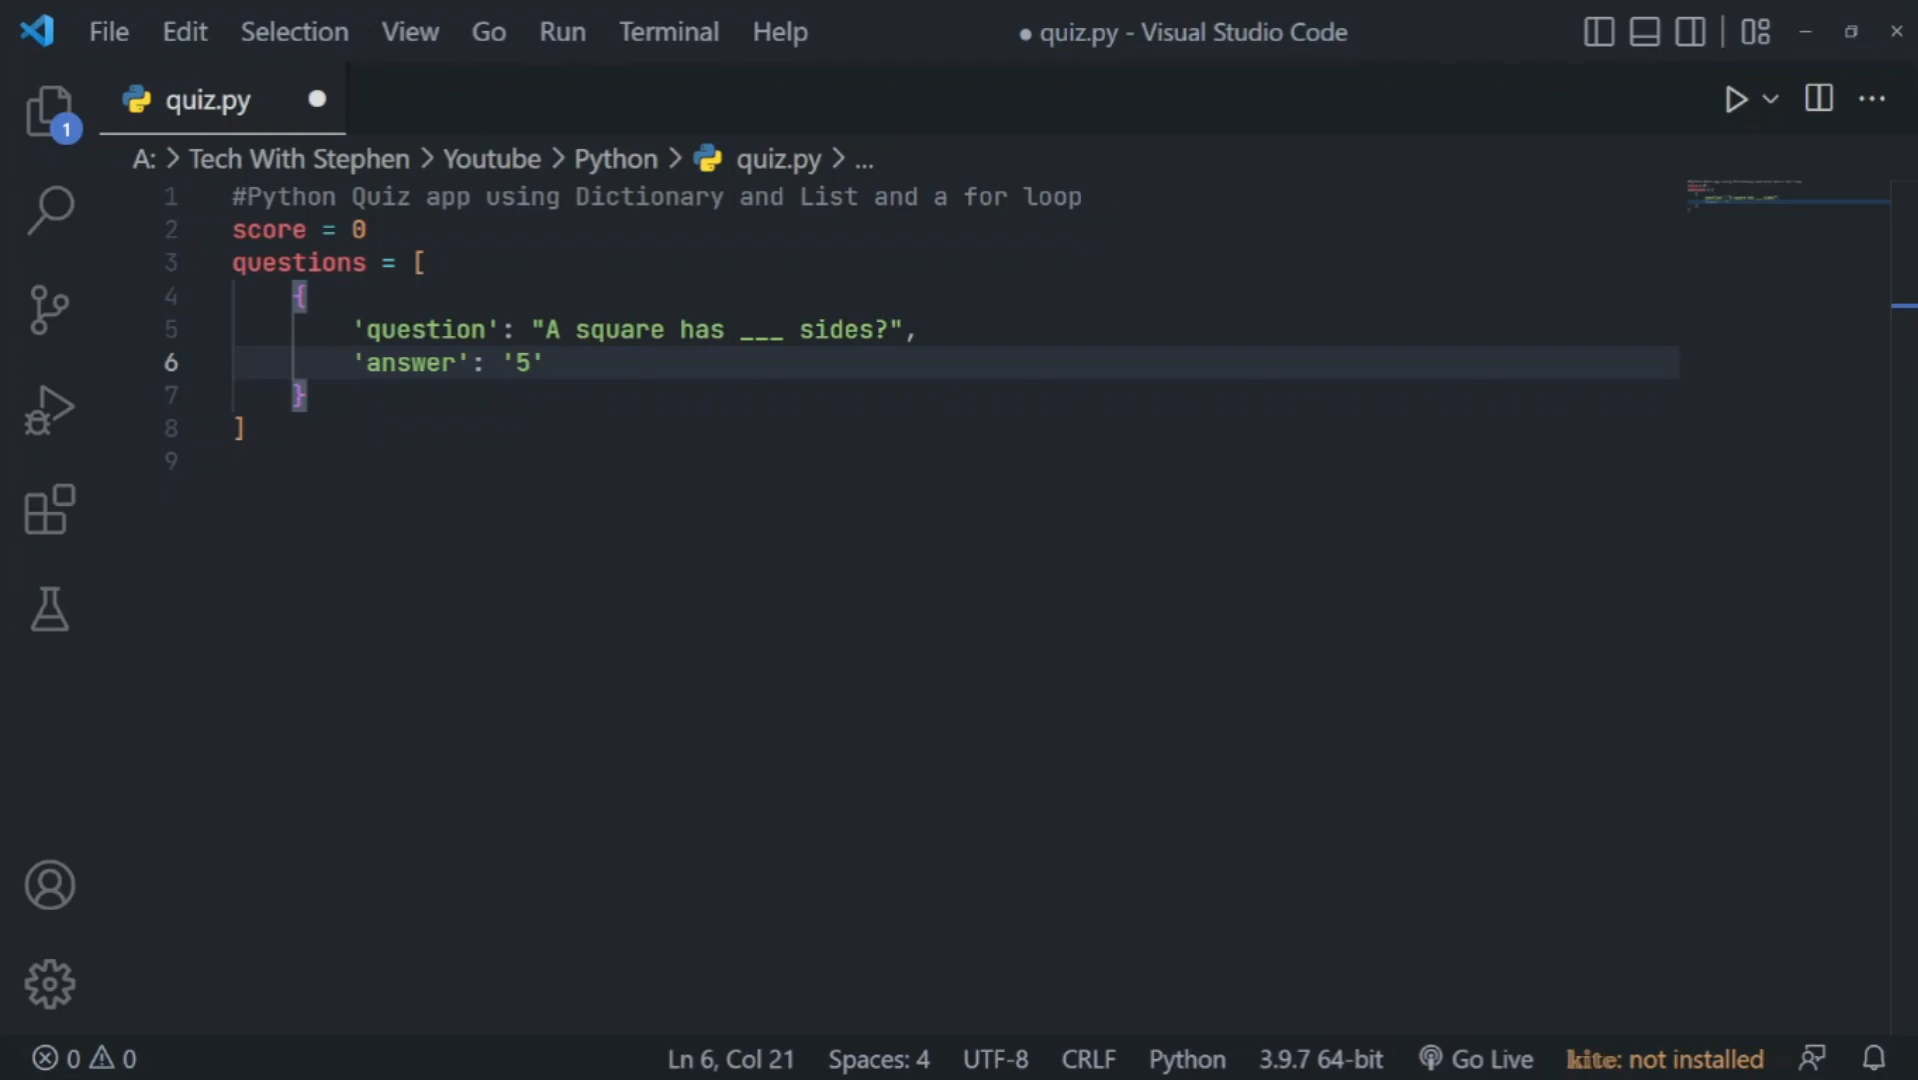 File Edit Selection View Go Run Terminal Help ● quiz.py - Visual Studio Code
quiz.py
1
A: > Tech With Stephen > Youtube > Python > quiz.py > ...
1 #Python Quiz app using Dictionary and List and a for loop
2 score = 0
3 questions = [
4 {
5 'question': "A square has ___ sides?",
6 'answer': '5'
7 }
8 ]
9
0 0 Ln 6, Col 21 Spaces: 4 UTF-8 CRLF Python 3.9.7 64-bit Go Live kite: not installed